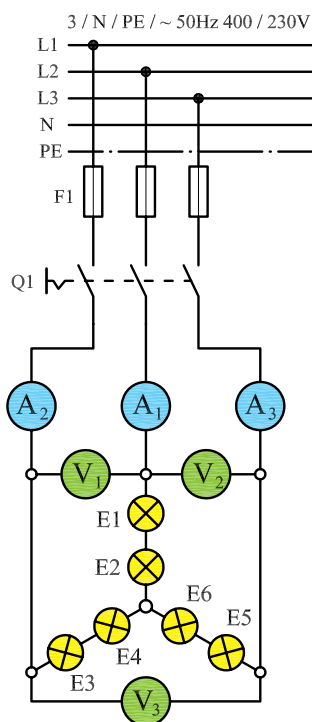 3 / N / PE / ~ 50Hz 400 / 230V
L1
L2
L3
N
PE
F1
Q1
A2 A1 A3
V1 V2
E1
E2
E6
E5
E4
E3
V3